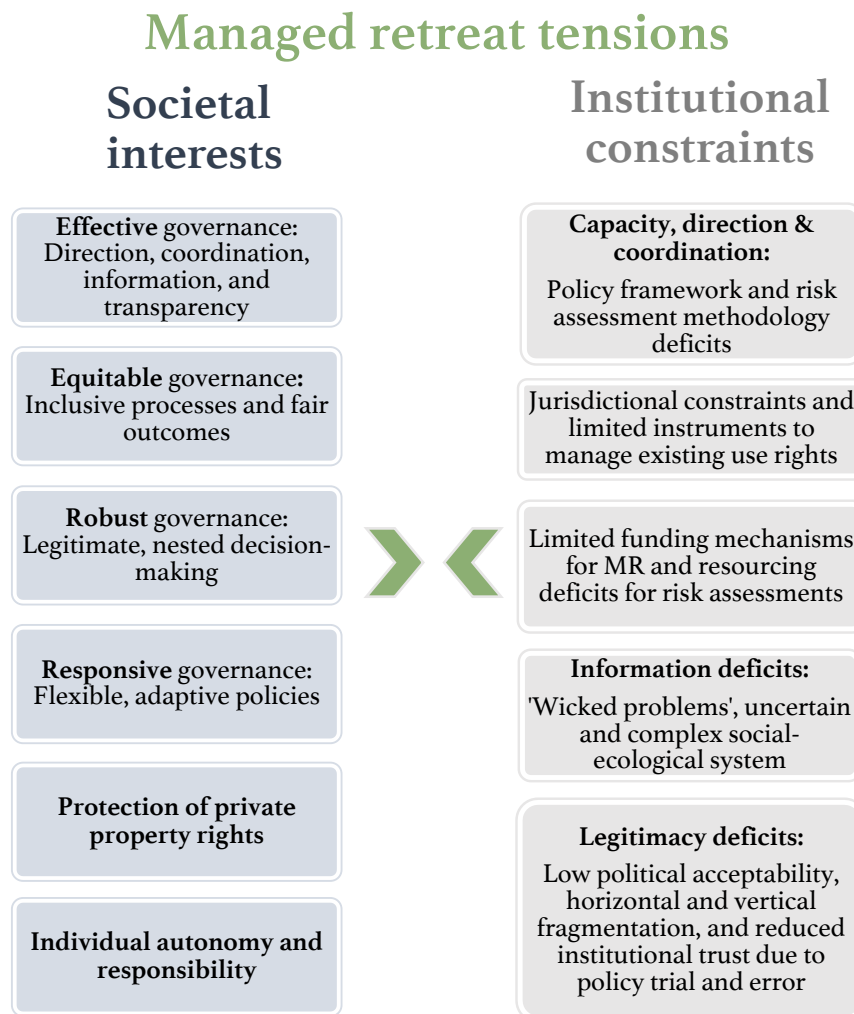 Managed retreat tensions
Societal
interests
Effective governance:
Direction, coordination,
information, and
transparency
Equitable governance:
Inclusive processes and fair
outcomes
Robust governance:
Legitimate, nested decision-
making
Responsive governance:
Flexible, adaptive policies
Protection of private
property rights
Individual autonomy and
responsibility
Institutional
constraints
Capacity, direction &
coordination:
Policy framework and risk
assessment methodology
deficits
Jurisdictional constraints and
limited instruments to
manage existing use rights
Limited funding mechanisms
for MR and resourcing
deficits for risk assessments
Information deficits:
'Wicked problems', uncertain
and complex social-
ecological system
Legitimacy deficits:
Low political acceptability,
horizontal and vertical
fragmentation, and reduced
institutional trust due to
policy trial and error